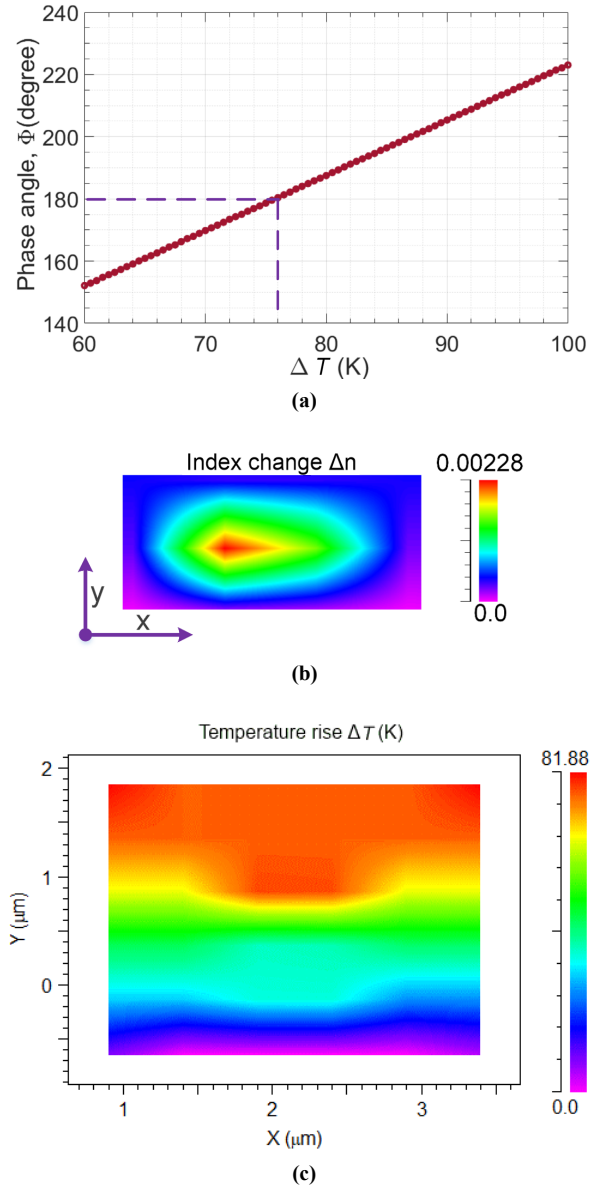 240
220
200
180
160
140
Phase angle, Φ(degree)
60
70
80
90
100
Δ T (K)
(a)
Index change Δn
0.00228
0.0
y
x
(b)
Temperature rise ΔT(K)
81.88
0.0
2
1
0
Y (μm)
1
2
3
X (μm)
(c)